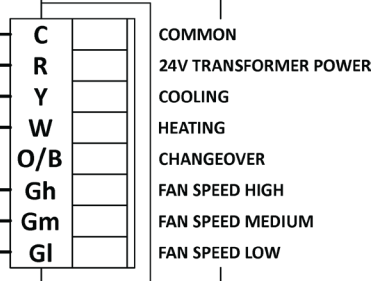 C COMMON
R 24V TRANSFORMER POWER
Y COOLING
W HEATING
O/B CHANGEOVER
Gh FAN SPEED HIGH
Gm FAN SPEED MEDIUM
Gl FAN SPEED LOW